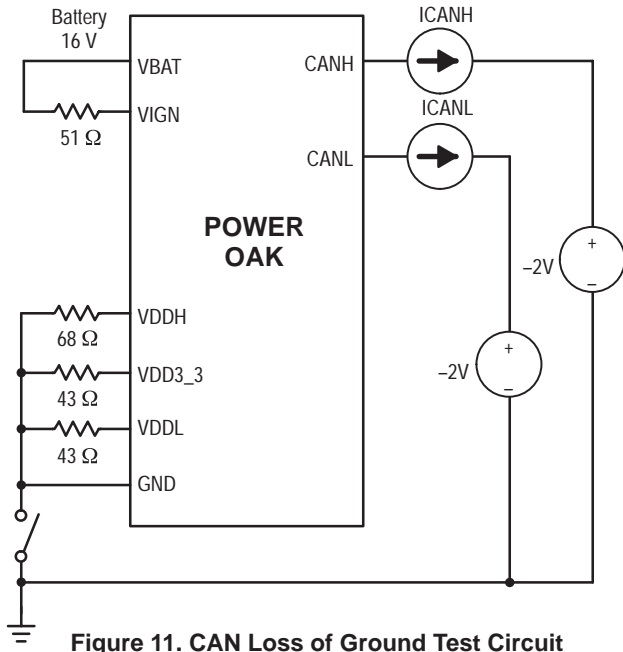 Battery
16 V
ICANH
VBAT
CANH
VIGN
51 Ω
ICANL
CANL
POWER
OAK
+
–2V
–
VDDH
68 Ω
+
–2V
–
VDD3_3
43 Ω
VDDL
43 Ω
GND
Figure 11. CAN Loss of Ground Test Circuit